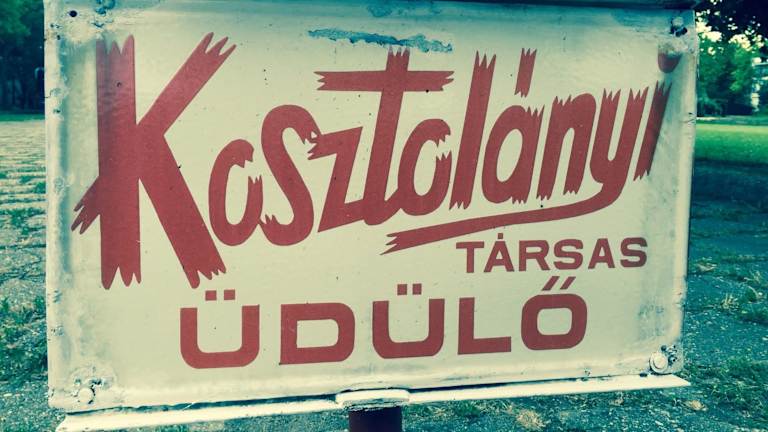 Kosztolányi
TÁRSAS
ÜDÜLŐ